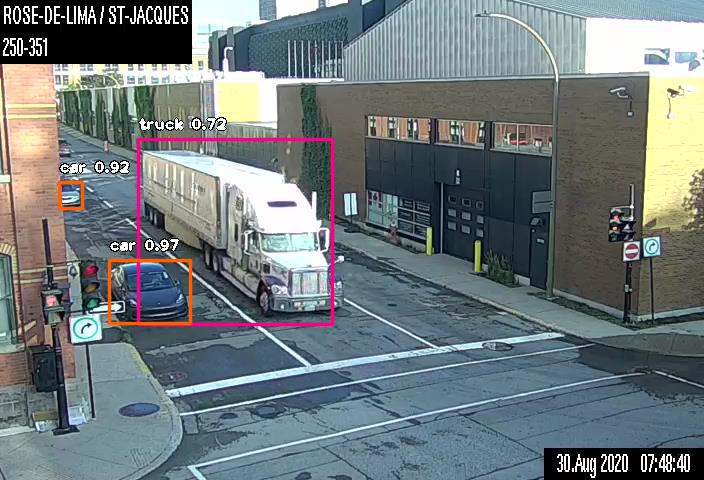 ROSE-DE-LIMA / ST-JACQUES
250-351
truck 0.72
car 0.92
car 0.97
30.Aug 2020 07:48:40